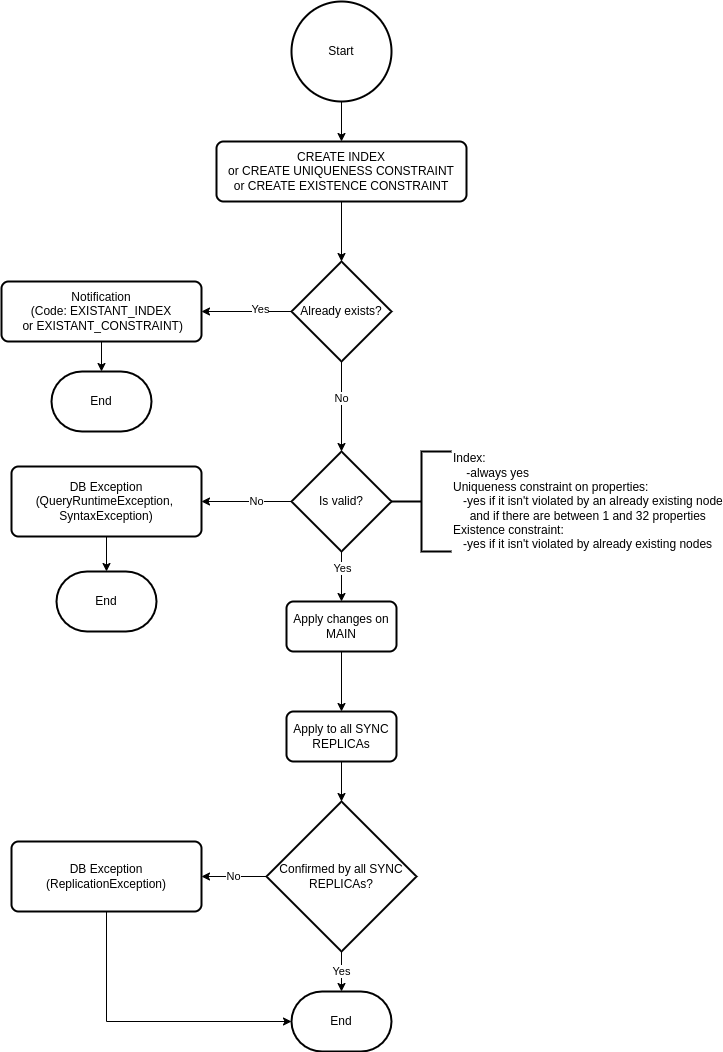 Start
CREATE INDEX
or CREATE UNIQUENESS CONSTRAINT
or CREATE EXISTENCE CONSTRAINT
Already exists?
Yes
Notification
(Code: EXISTANT_INDEX
or EXISTANT_CONSTRAINT)
End
No
Is valid?
Index:
-always yes
Uniqueness constraint on properties:
-yes if it isn't violated by an already existing node
and if there are between 1 and 32 properties
Existence constraint:
-yes if it isn't violated by already existing nodes
No
DB Exception
(QueryRuntimeException,
SyntaxException)
End
Yes
Apply changes on
MAIN
Apply to all SYNC
REPLICAs
Confirmed by all SYNC
REPLICAs?
No
DB Exception
(ReplicationException)
Yes
End